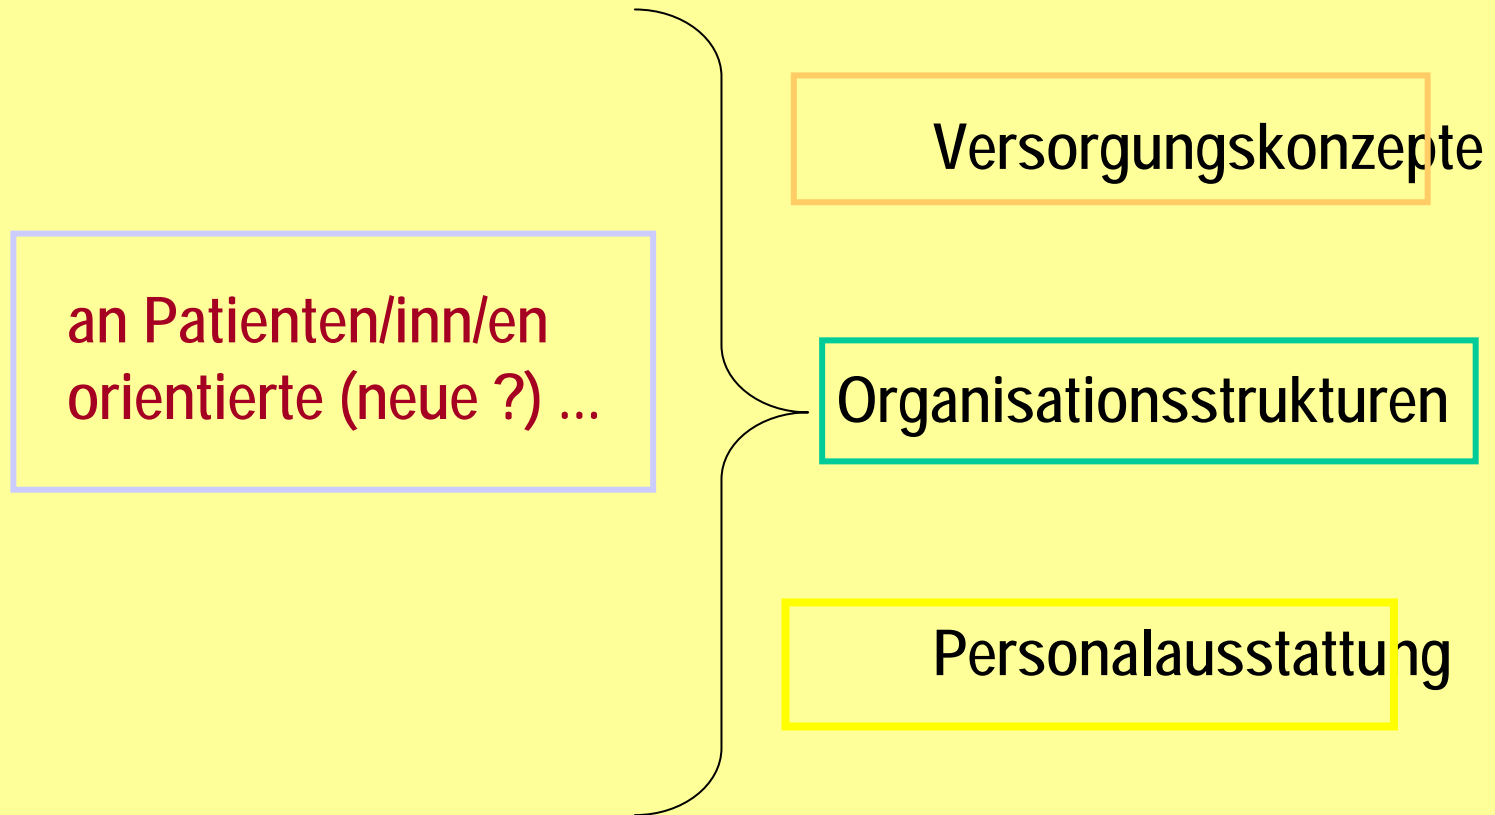 an Patienten/inn/en
orientierte (neue ?) ...
Versorgungskonzepte
Organisationsstrukturen
Personalausstattung